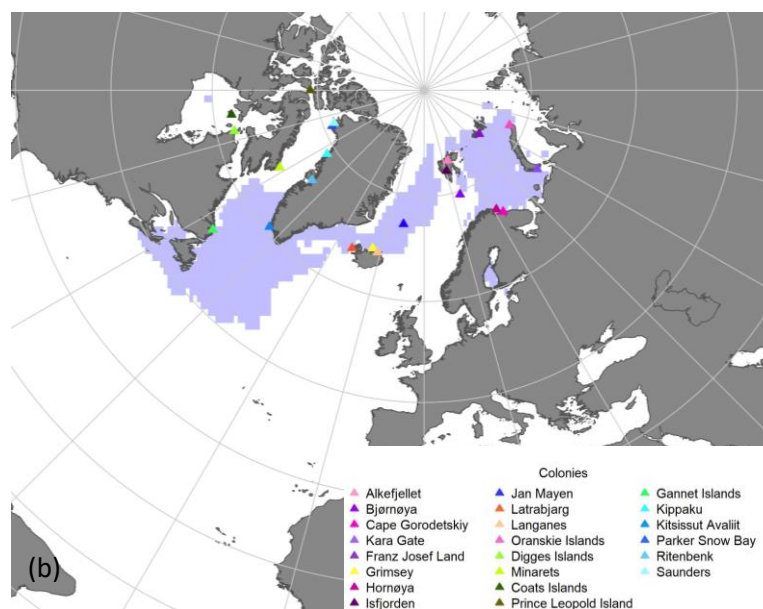 (b)
Colonies
Alkefjellet
Bjørnøya
Cape Gorodetskiy
Kara Gate
Franz Josef Land
Grimsey
Hornøya
Isfjorden
Jan Mayen
Latrabjarg
Langanes
Oranskie Islands
Digges Islands
Minarets
Coats Islands
Prince Leopold Island
Gannet Islands
Kippaku
Kitsissut Avaliit
Parker Snow Bay
Ritenbenk
Saunders